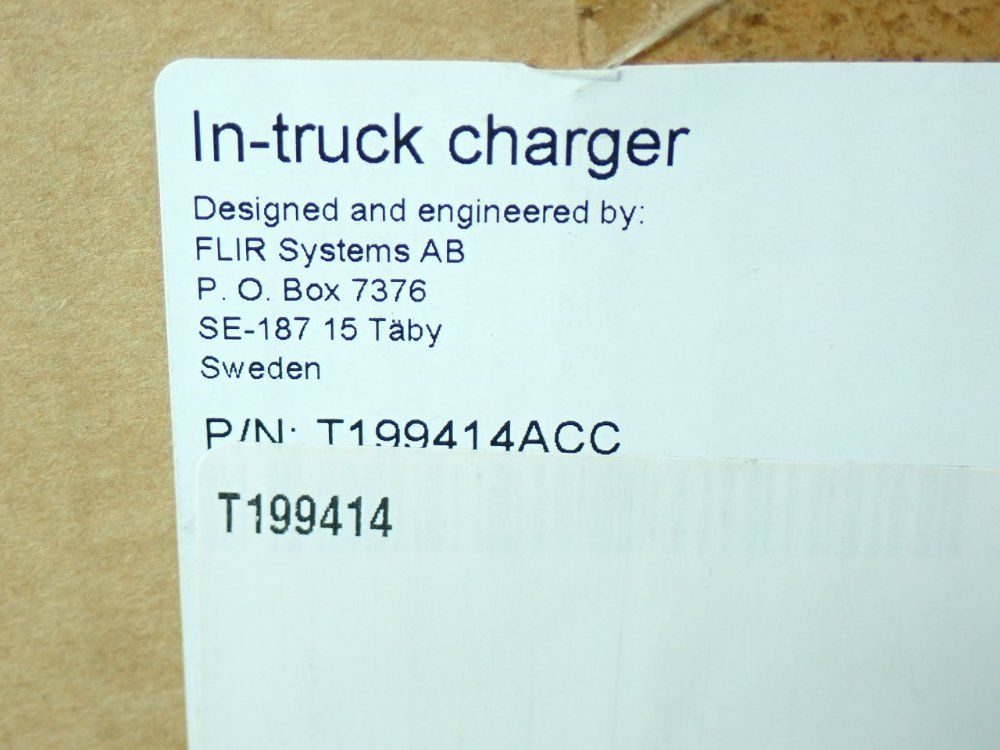 In-truck charger
Designed and engineered by:
FLIR Systems AB
P. O. Box 7376
SE-187 15 Täby
Sweden
P/N: T199414ACC
T199414